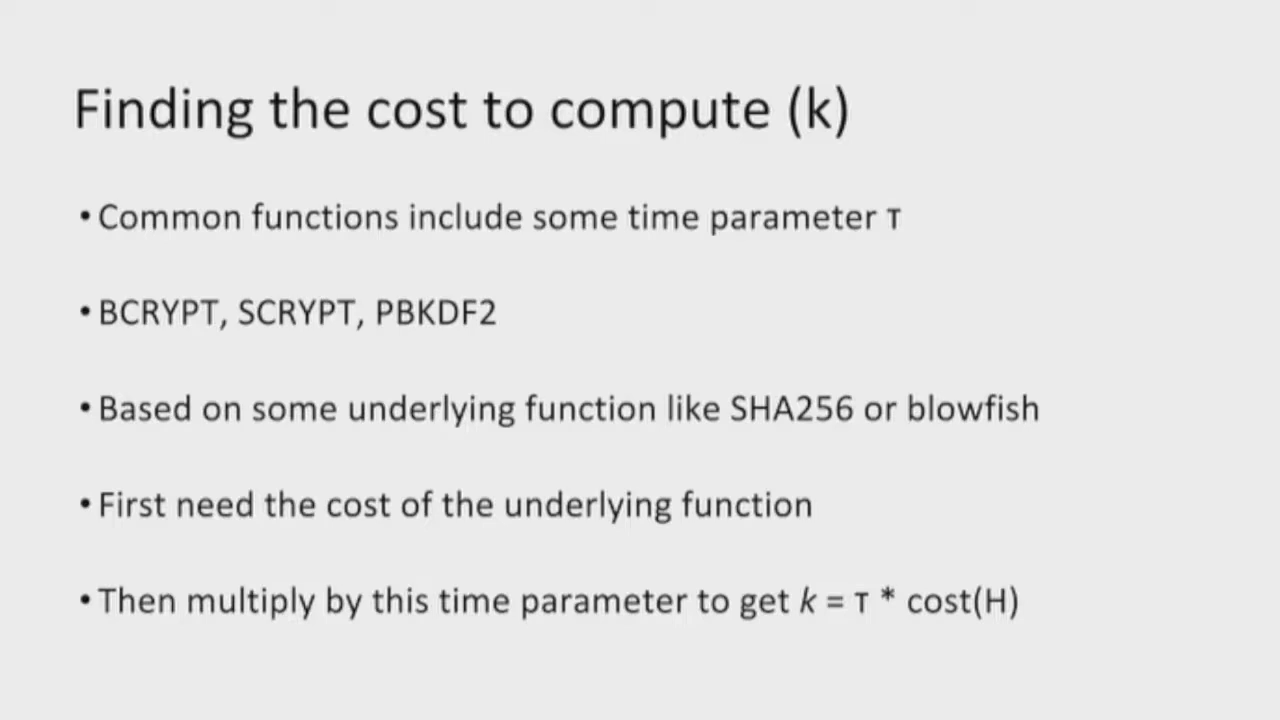 Finding the cost to compute (k)
• Common functions include some time parameter τ
• BCRYPT, SCRYPT, PBKDF2
• Based on some underlying function like SHA256 or blowfish
• First need the cost of the underlying function
• Then multiply by this time parameter to get k = τ * cost(H)